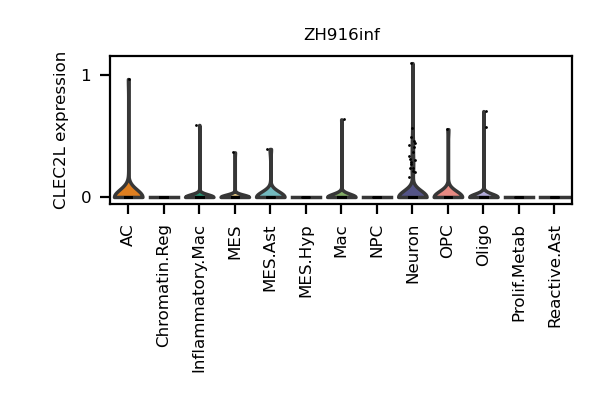 ZH916inf
CLEC2L expression
1
0
AC
Chromatin.Reg
Inflammatory.Mac
MES
MES.Ast
MES.Hyp
Mac
NPC
Neuron
OPC
Oligo
Prolif.Metab
Reactive.Ast